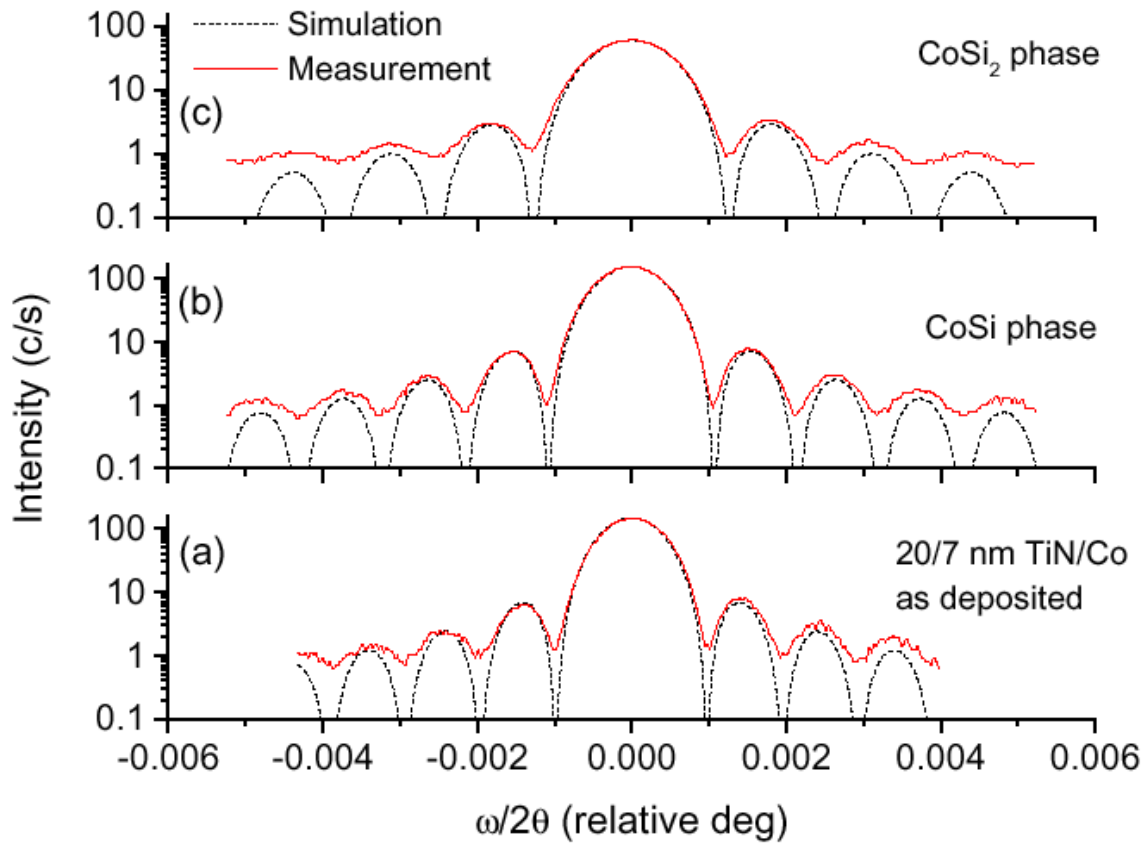 Simulation
Measurement
100
10
1
0.1
(c)
CoSi₂ phase
100
10
1
0.1
(b)
CoSi phase
100
10
1
0.1
(a)
20/7 nm TiN/Co
as deposited
-0.006 -0.004 -0.002 0.000 0.002 0.004 0.006
Intensity (c/s)
ω/2θ (relative deg)